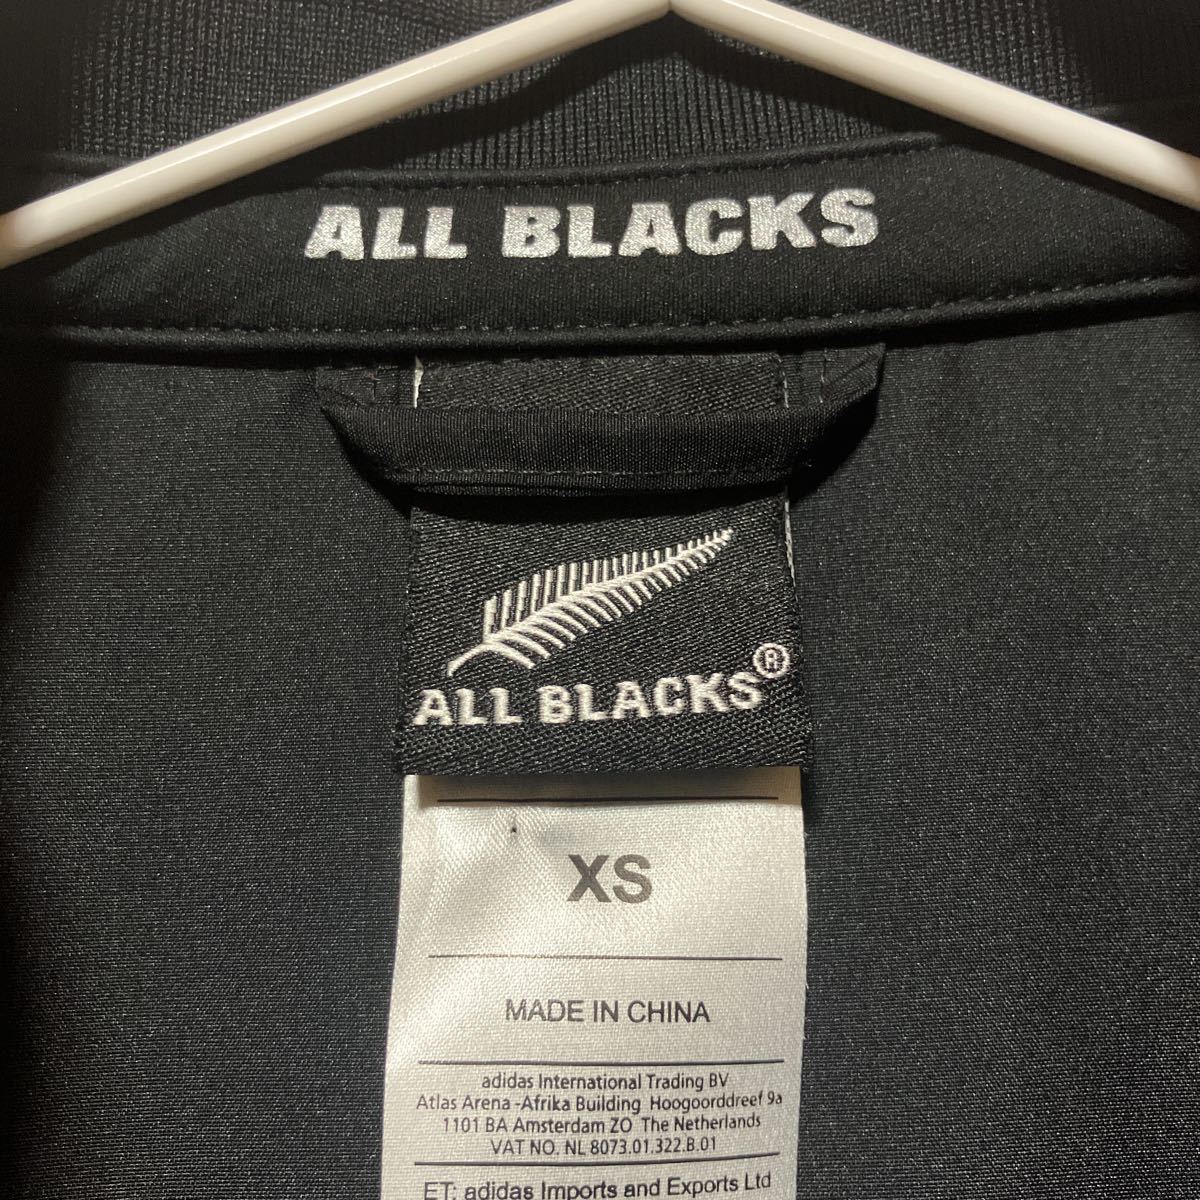 ALL BLACKS
ALL BLACKS®
XS
MADE IN CHINA
adidas International Trading BV
Atlas Arena -Afrika Building Hoogoorddreef 9a
1101 BA Amsterdam ZO The Netherlands
VAT NO. NL 8073.01.322.B.01
ET: adidas Imports and Exports Ltd